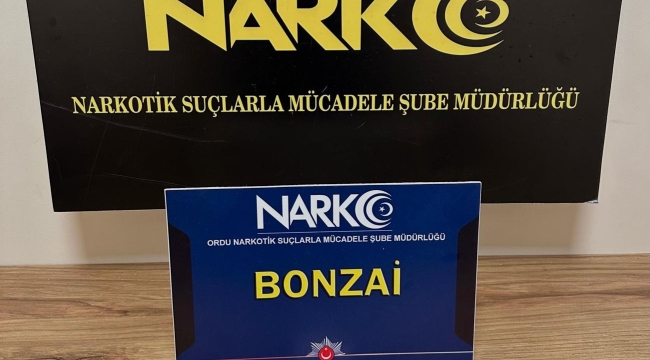 NARKO
NARKOTİK SUÇLARLA MÜCADELE ŞUBE MÜDÜRLÜĞÜ
NARKO
ORDU NARKOTİK SUÇLARLA MÜCADELE ŞUBE MÜDÜRLÜĞÜ
BONZAİ